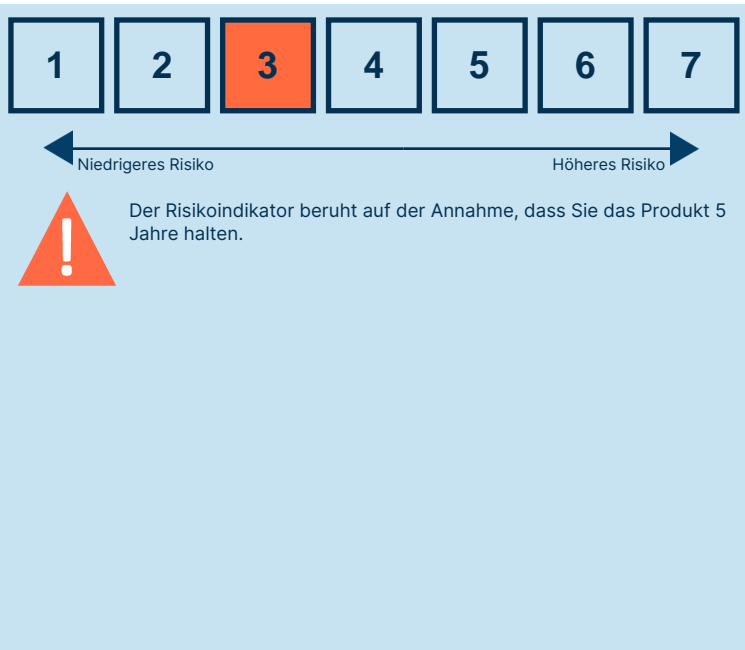 1 2 3 4 5 6 7
Niedrigeres Risiko Höheres Risiko
Der Risikoindikator beruht auf der Annahme, dass Sie das Produkt 5
Jahre halten.
!